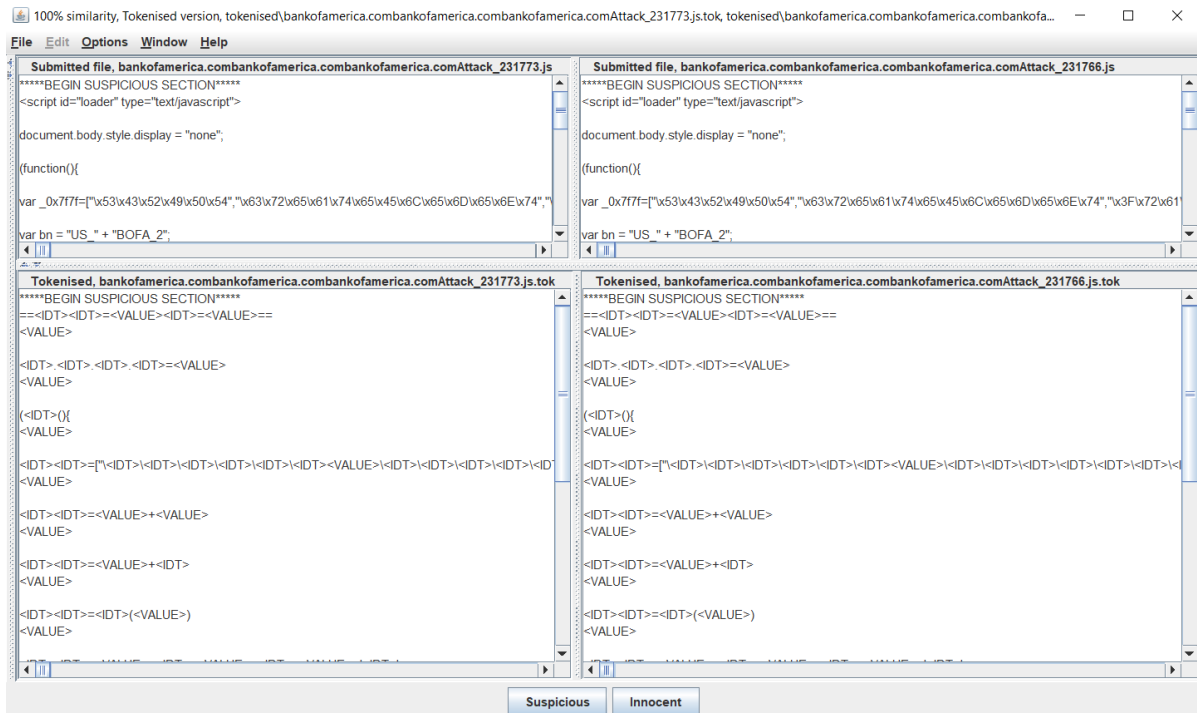 100% similarity, Tokenised version, tokenised\bankofamerica.combankofamerica.combankofamerica.comAttack_231773.js.tok, tokenised\bankofamerica.combankofamerica.combankofamerica.combankofa...
File Edit Options Window Help
Submitted file, bankofamerica.combankofamerica.combankofamerica.comAttack_231773.js
*****BEGIN SUSPICIOUS SECTION*****
<script id="loader" type="text/javascript">
document.body.style.display = "none";
(function(){
var _0x7f7f=["\x53\x43\x52\x49\x50\x54","\x63\x72\x65\x61\x74\x65\x45\x6C\x65\x6D\x65\x6E\x74","\
var bn = "US_" + "BOFA_2";
Submitted file, bankofamerica.combankofamerica.combankofamerica.comAttack_231766.js
*****BEGIN SUSPICIOUS SECTION*****
<script id="loader" type="text/javascript">
document.body.style.display = "none";
(function(){
var _0x7f7f=["\x53\x43\x52\x49\x50\x54","\x63\x72\x65\x61\x74\x65\x45\x6C\x65\x6D\x65\x6E\x74","\x3F\x72\x61\
var bn = "US_" + "BOFA_2";
Tokenised, bankofamerica.combankofamerica.combankofamerica.comAttack_231773.js.tok
*****BEGIN SUSPICIOUS SECTION*****
==<IDT><IDT>=<VALUE><IDT>=<VALUE>==
<VALUE>
<IDT>.<IDT>.<IDT>.<IDT>=<VALUE>
<VALUE>
(<IDT>(){
<VALUE>
<IDT><IDT>=["\<IDT>\<IDT>\<IDT>\<IDT>\<IDT>\<IDT><VALUE>\<IDT>\<IDT>\<IDT>\<IDT>\<IDT
<VALUE>
<IDT><IDT>=<VALUE>+<VALUE>
<VALUE>
<IDT><IDT>=<VALUE>+<IDT>
<VALUE>
<IDT><IDT>=<IDT>(<VALUE>)
<VALUE>
Tokenised, bankofamerica.combankofamerica.combankofamerica.comAttack_231766.js.tok
*****BEGIN SUSPICIOUS SECTION*****
==<IDT><IDT>=<VALUE><IDT>=<VALUE>==
<VALUE>
<IDT>.<IDT>.<IDT>.<IDT>=<VALUE>
<VALUE>
(<IDT>(){
<VALUE>
<IDT><IDT>=["\<IDT>\<IDT>\<IDT>\<IDT>\<IDT>\<IDT><VALUE>\<IDT>\<IDT>\<IDT>\<IDT>\<IDT>\<IDT>\<I
<VALUE>
<IDT><IDT>=<VALUE>+<VALUE>
<VALUE>
<IDT><IDT>=<VALUE>+<IDT>
<VALUE>
<IDT><IDT>=<IDT>(<VALUE>)
<VALUE>
Suspicious Innocent